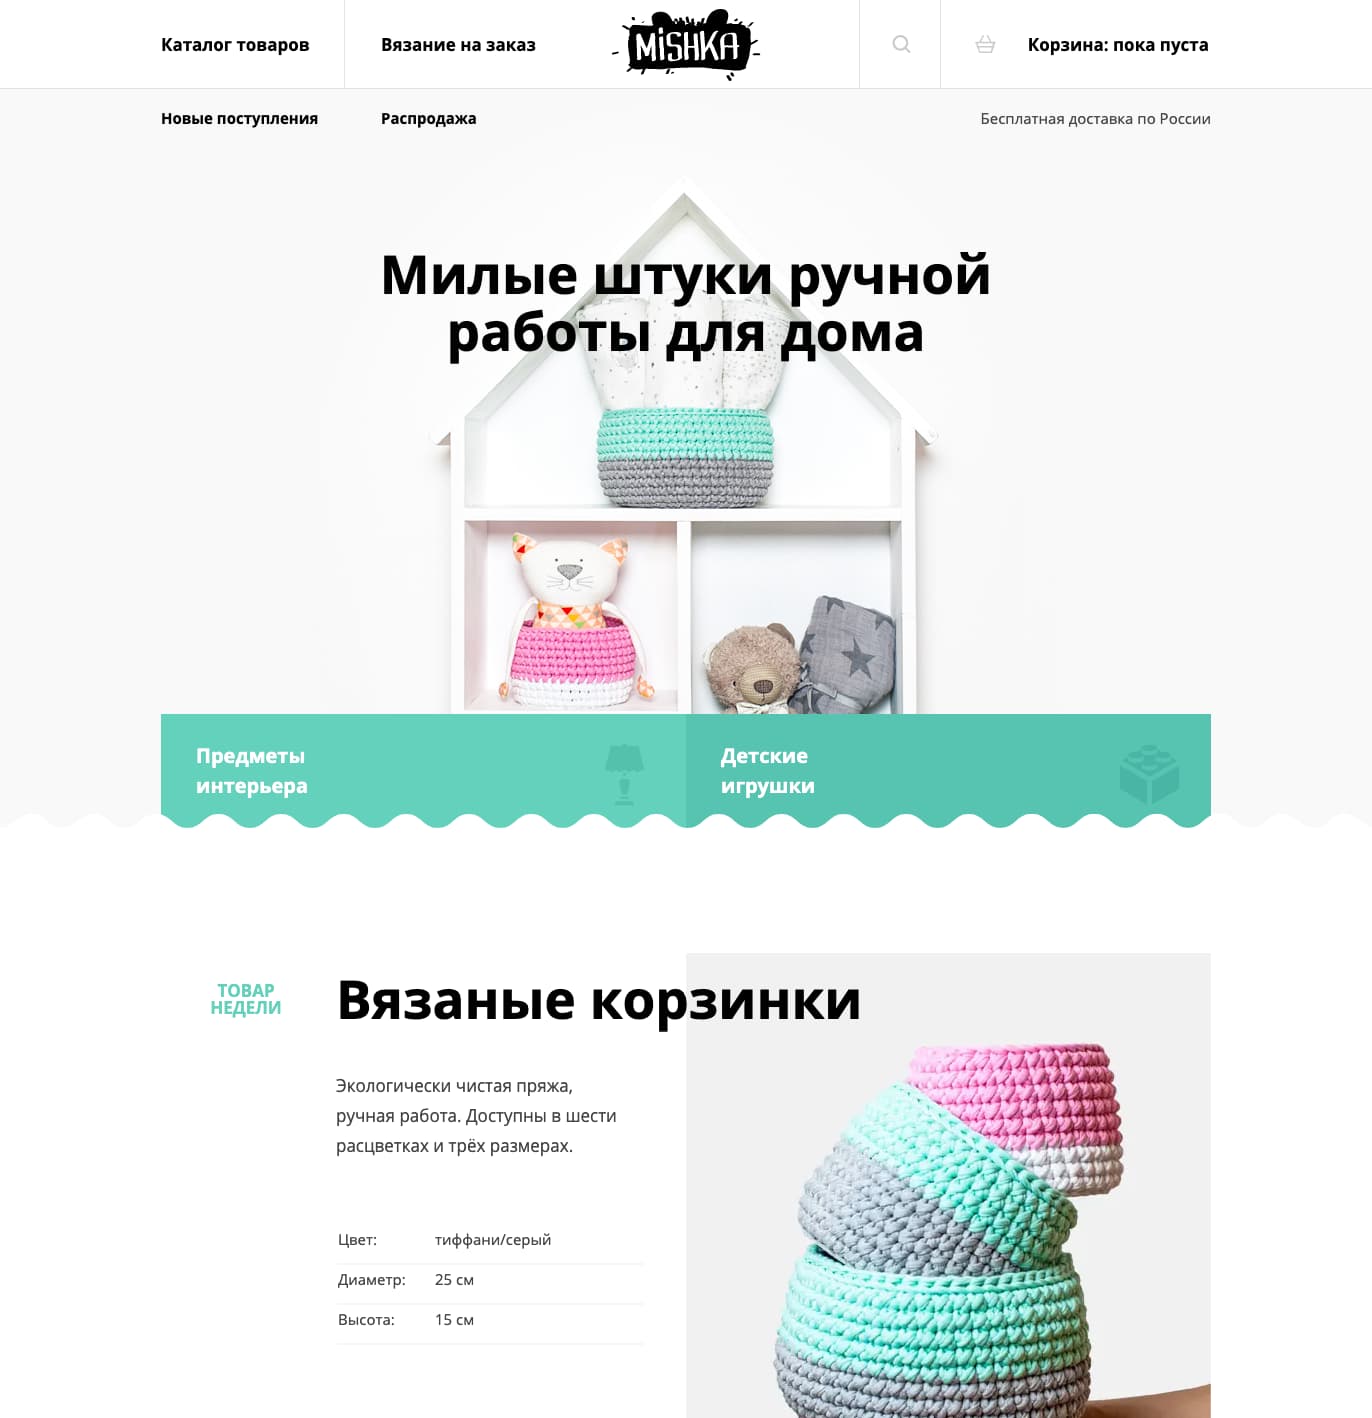 Каталог товаров
Вязание на заказ
MiSHKA
Корзина: пока пуста
Новые поступления
Распродажа
Бесплатная доставка по России
Милые штуки ручной
работы для дома
Предметы
интерьера
Детские
игрушки
ТОВАР
НЕДЕЛИ
Вязаные корзинки
Экологически чистая пряжа,
ручная работа. Доступны в шести
расцветках и трёх размерах.
Цвет: тиффани/серый
Диаметр: 25 см
Высота: 15 см